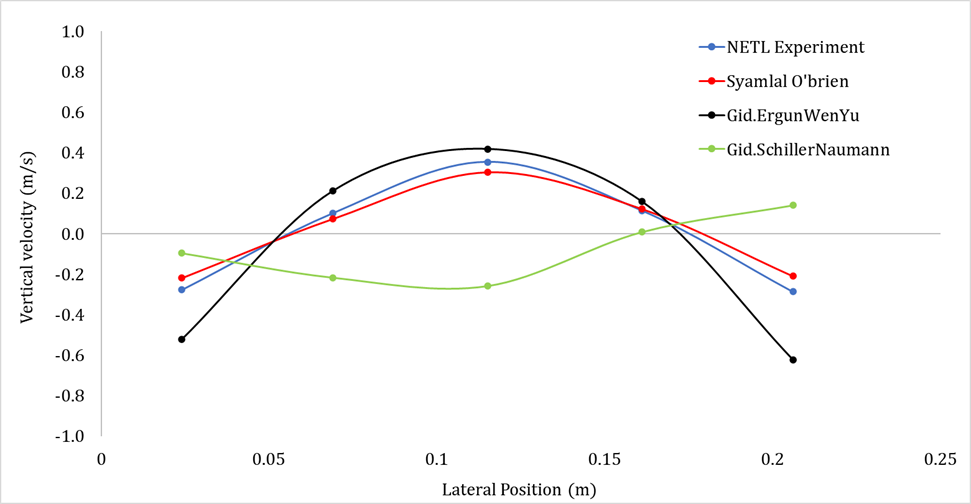 1.0
0.8
0.6
0.4
0.2
0.0
-0.2
-0.4
-0.6
-0.8
-1.0
Vertical velocity (m/s)
NETL Experiment
Syamlal O'brien
Gid.ErgunWenYu
Gid.SchillerNaumann
0 0.05 0.1 0.15 0.2 0.25
Lateral Position (m)